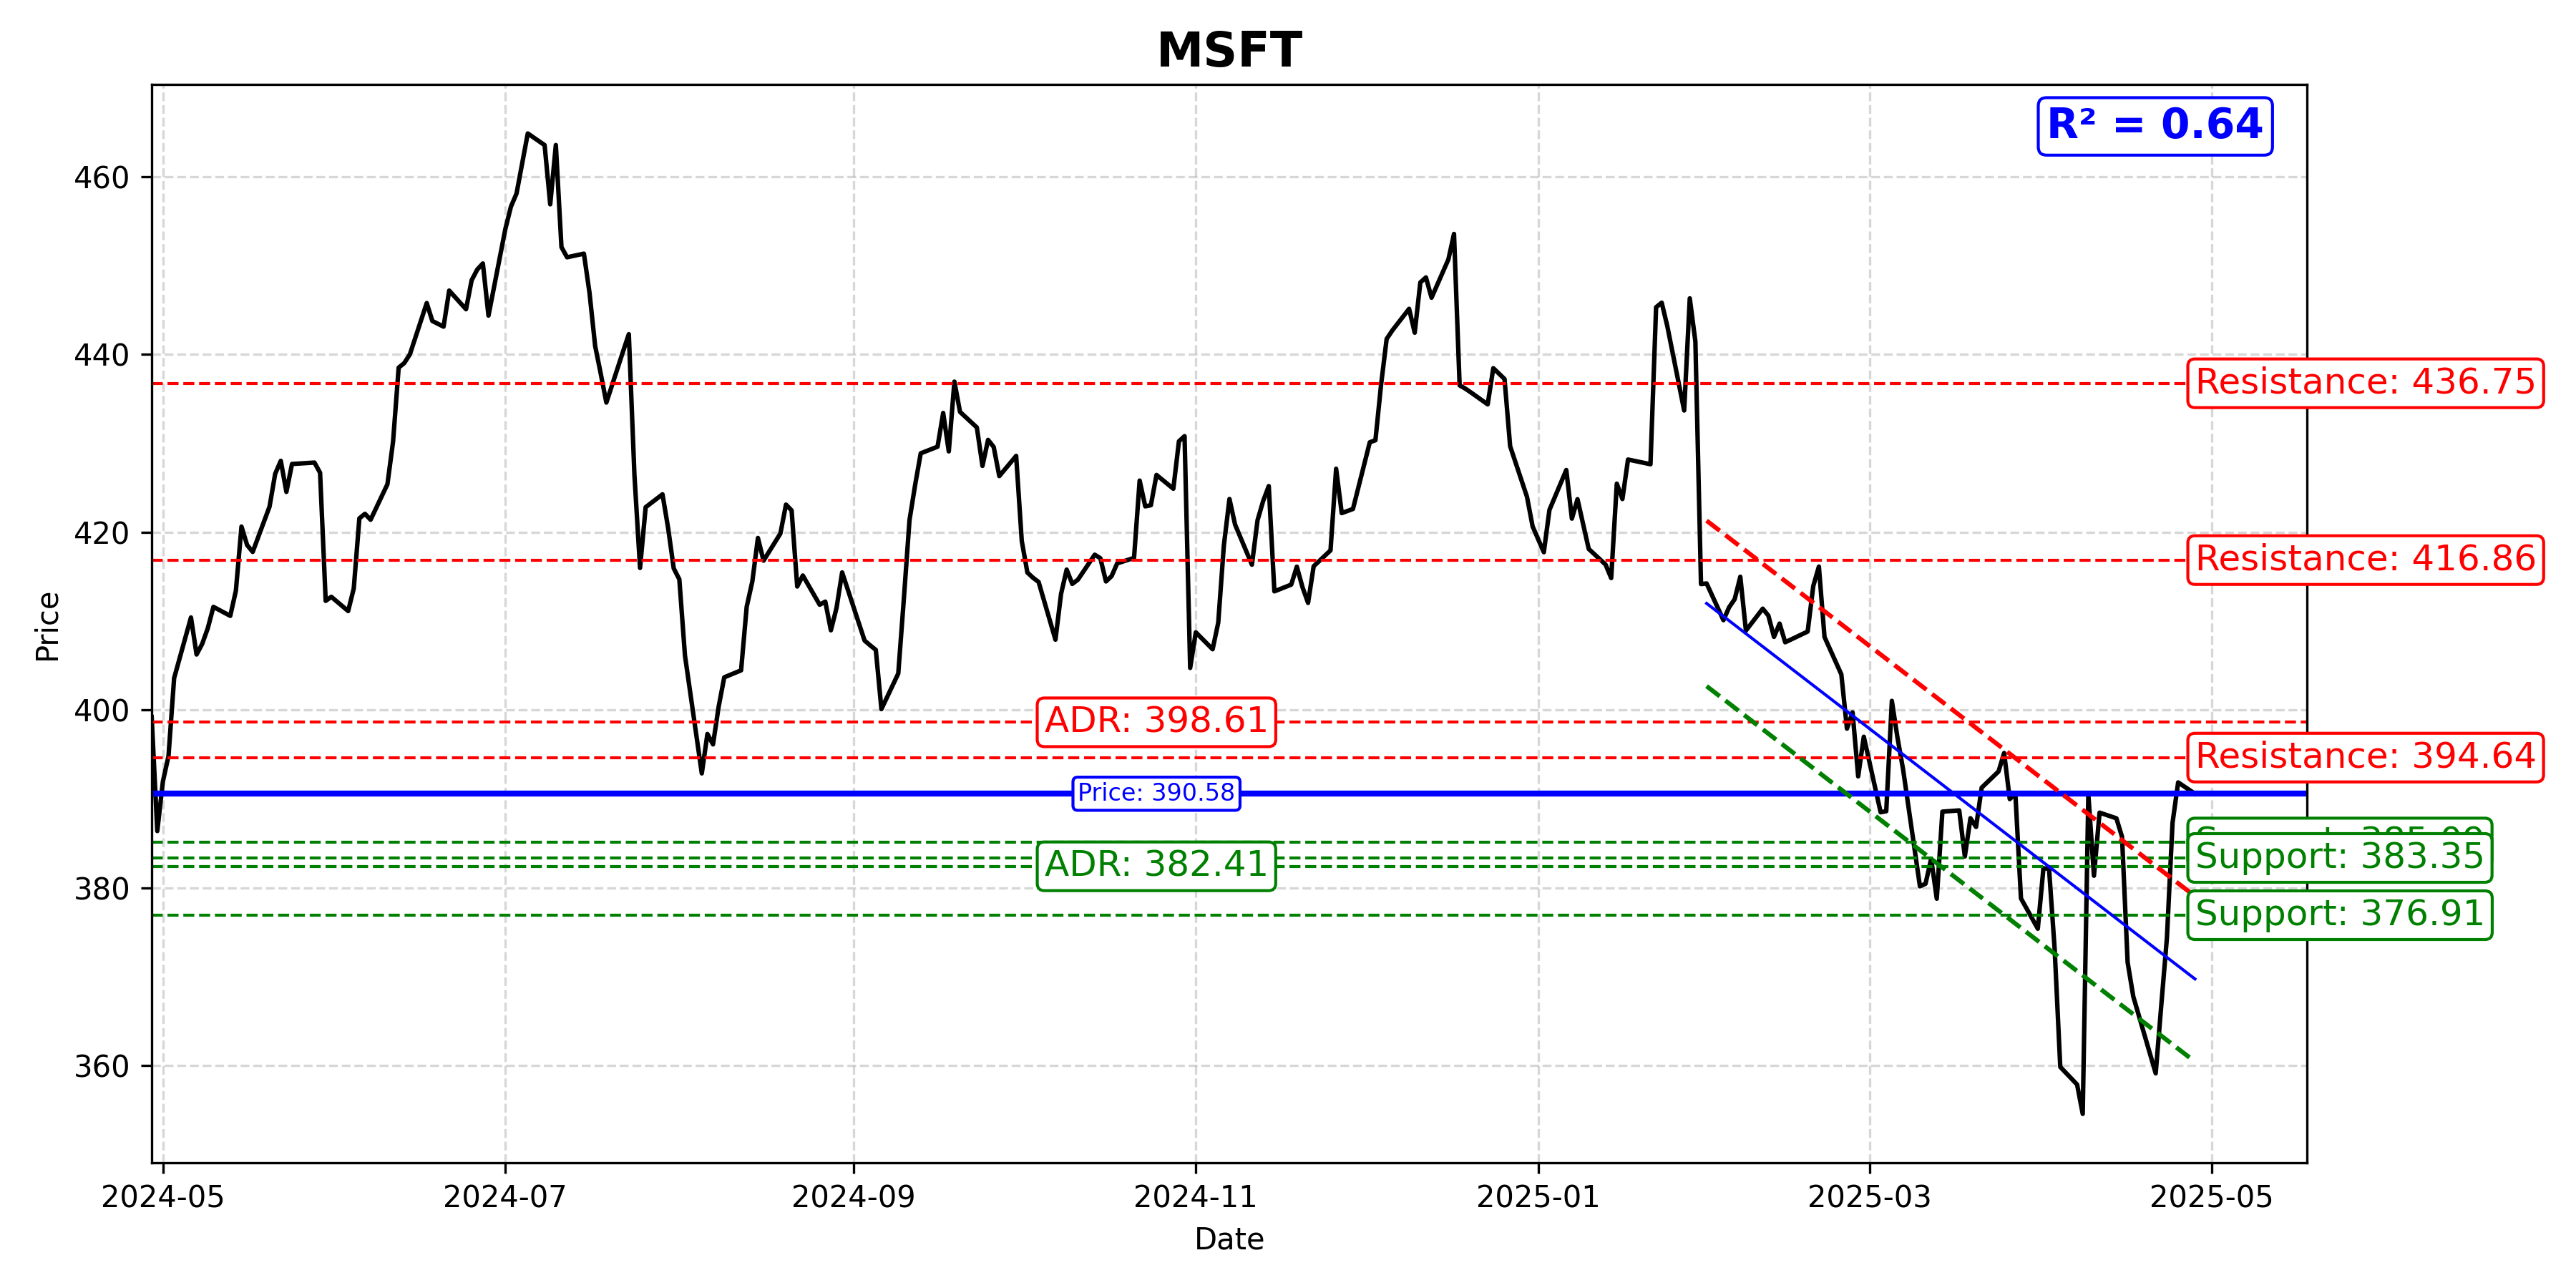 MSFT
R² = 0.64
460
440
420
400
380
360
Price
Resistance: 436.75
Resistance: 416.86
ADR: 398.61
Resistance: 394.64
Price: 390.58
Support: 383.35
ADR: 382.41
Support: 376.91
2024-05
2024-07
2024-09
2024-11
2025-01
2025-03
2025-05
Date